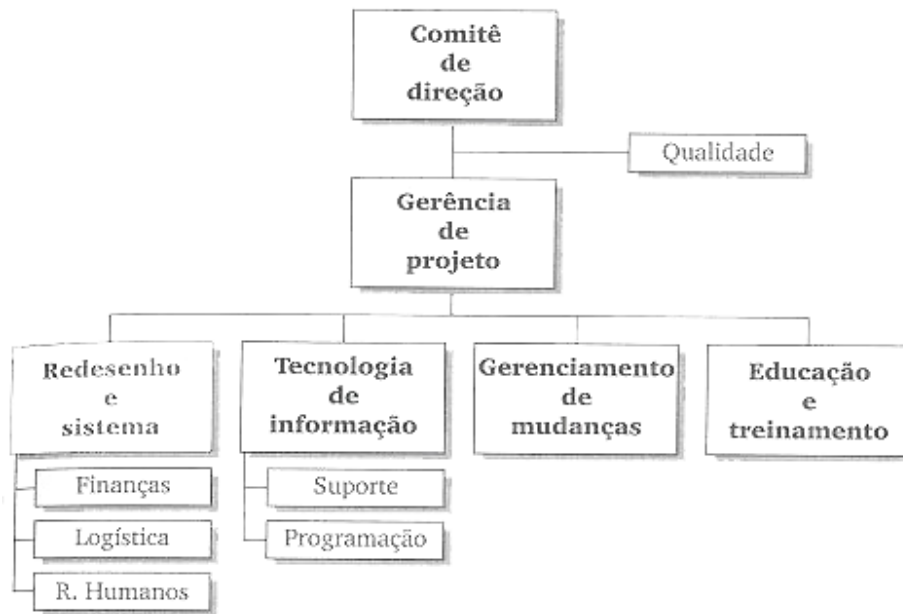 Comitê
de
direção
Qualidade
Gerência
de
projeto
Redesenho
e
sistema
Tecnologia
de
informação
Gerenciamento
de
mudanças
Educação
e
treinamento
Finanças
Logística
R. Humanos
Suporte
Programação